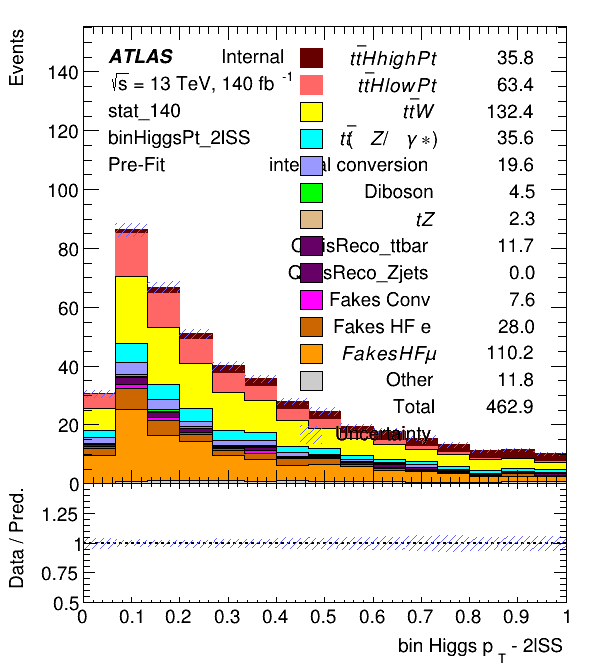 Events
ATLAS Internal
√s = 13 TeV, 140 fb -1
stat_140
binHiggsPt_2lSS
Pre-Fit
tt̅HhighPt 35.8
tt̅HlowPt 63.4
tt̅W 132.4
tt̅( Z/ γ*) 35.6
internal conversion 19.6
Diboson 4.5
tZ 2.3
QmisReco_ttbar 11.7
QmisReco_Zjets 0.0
Fakes Conv 7.6
Fakes HF e 28.0
FakesHFμ 110.2
Other 11.8
Total 462.9
Uncertainty
140
120
100
80
60
40
20
0
Data / Pred.
1.25
1
0.75
0.5
0 0.1 0.2 0.3 0.4 0.5 0.6 0.7 0.8 0.9 1
bin Higgs p T - 2lSS